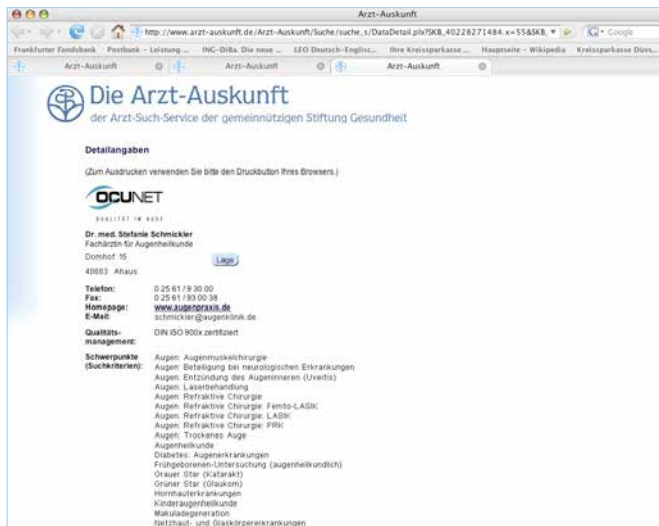 Arzt-Auskunft
http://www.arzt-auskunft.de/Arzt-Auskunft/Suche/suche_s/DataDetail.plx?SKB_40228271484.x=55&SKB_
Google
Frankfurter Fondsbank Postbank - Leistung ... ING-DiBa. Die neue ... LEO Deutsch-Englisc... Ihre Kreissparkasse ... Hauptseite - Wikipedia Kreissparkasse Düss...
Arzt-Auskunft Arzt-Auskunft Arzt-Auskunft
Die Arzt-Auskunft
der Arzt-Such-Service der gemeinnützigen Stiftung Gesundheit
Detailangaben
(Zum Ausdrucken verwenden Sie bitte den Druckbutton Ihres Browsers.)
OCUNET
QUALITÄT IM AUGE
Dr. med. Stefanie Schmickler
Fachärztin für Augenheilkunde
Domhof 15
Lage
48683 Ahaus
Telefon: 0 25 61 / 9 30 00
Fax: 0 25 61 / 93 00 38
Homepage: www.augenpraxis.de
E-Mail: schmickler@augenklinik.de
Qualitäts- DIN ISO 900x zertifiziert
management:
Schwerpunkte Augen: Augenmuskelchirurgie
(Suchkriterien): Augen: Beteiligung bei neurologischen Erkrankungen
Augen: Entzündung des Augeninneren (Uveitis)
Augen: Laserbehandlung
Augen: Refraktive Chirurgie
Augen: Refraktive Chirurgie: Femto-LASIK
Augen: Refraktive Chirurgie: LASIK
Augen: Refraktive Chirurgie: PRK
Augen: Trockenes Auge
Augenheilkunde
Diabetes: Augenerkrankungen
Frühgeborenen-Untersuchung (augenheilkundlich)
Grauer Star (Katarakt)
Grüner Star (Glaukom)
Hornhauterkrankungen
Kinderaugenheilkunde
Makuladegeneration
Netzhaut- und Glaskörpererkrankungen